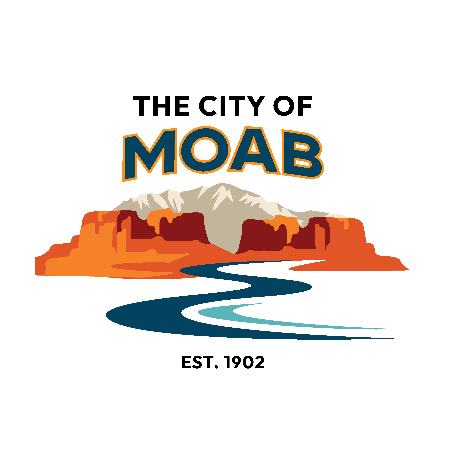 THE CITY OF
MOAB
EST. 1902